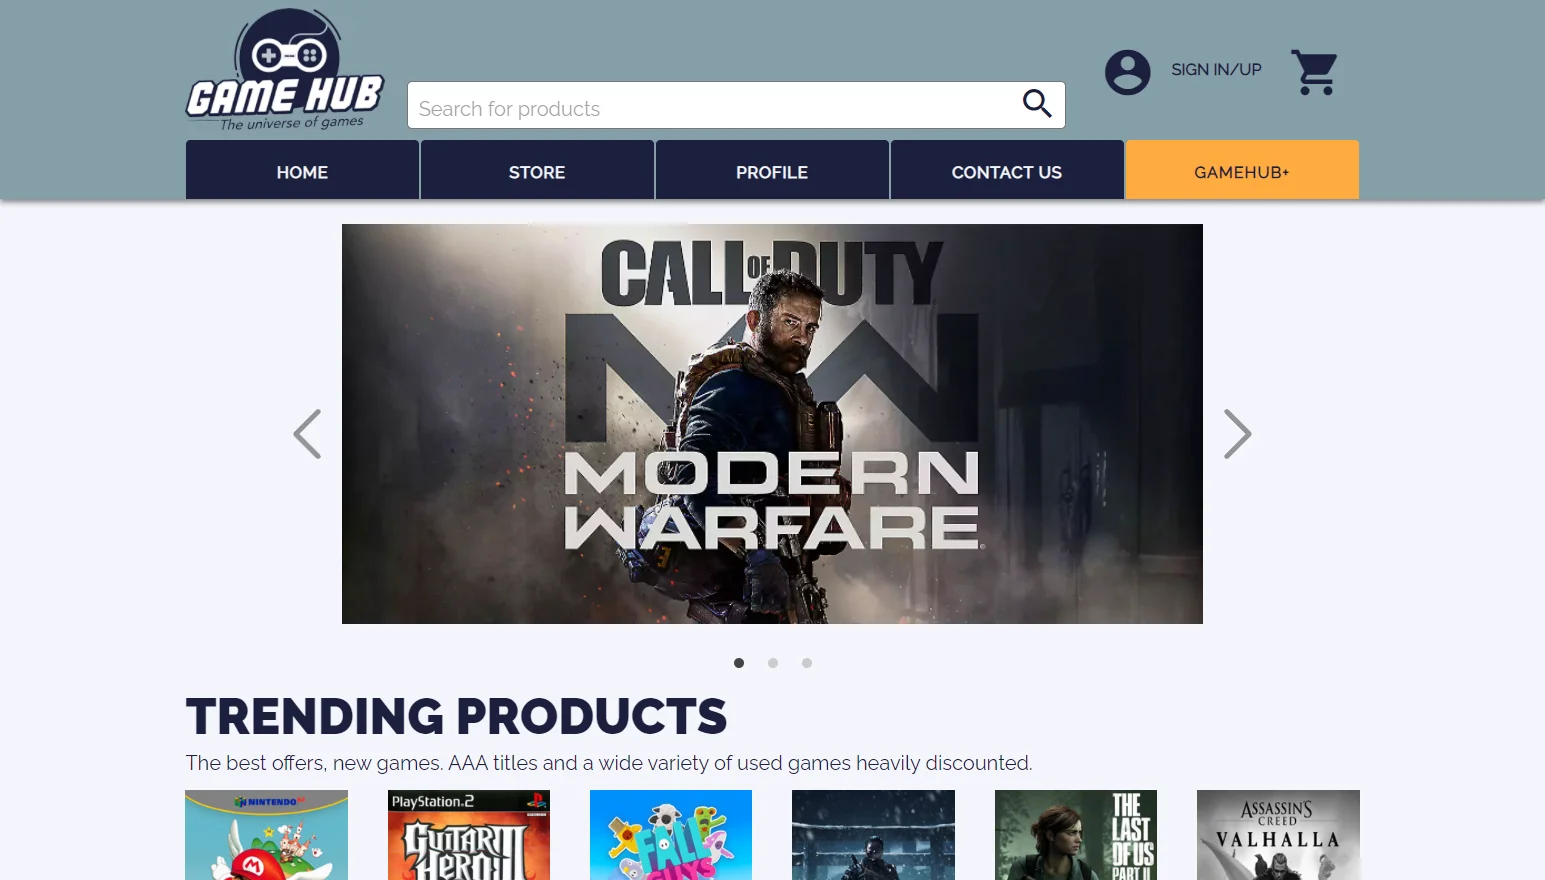 GAME HUB
The universe of games
Search for products
SIGN IN/UP
HOME
STORE
PROFILE
CONTACT US
GAMEHUB+
CALL OF DUTY
MODERN
WARFARE
TRENDING PRODUCTS
The best offers, new games. AAA titles and a wide variety of used games heavily discounted.
NINTENDO
PlayStation 2
GUITAR
HERO III
FALL
GUYS
THE
LAST
OF US
PART II
ASSASSIN'S
CREED
VALHALLA